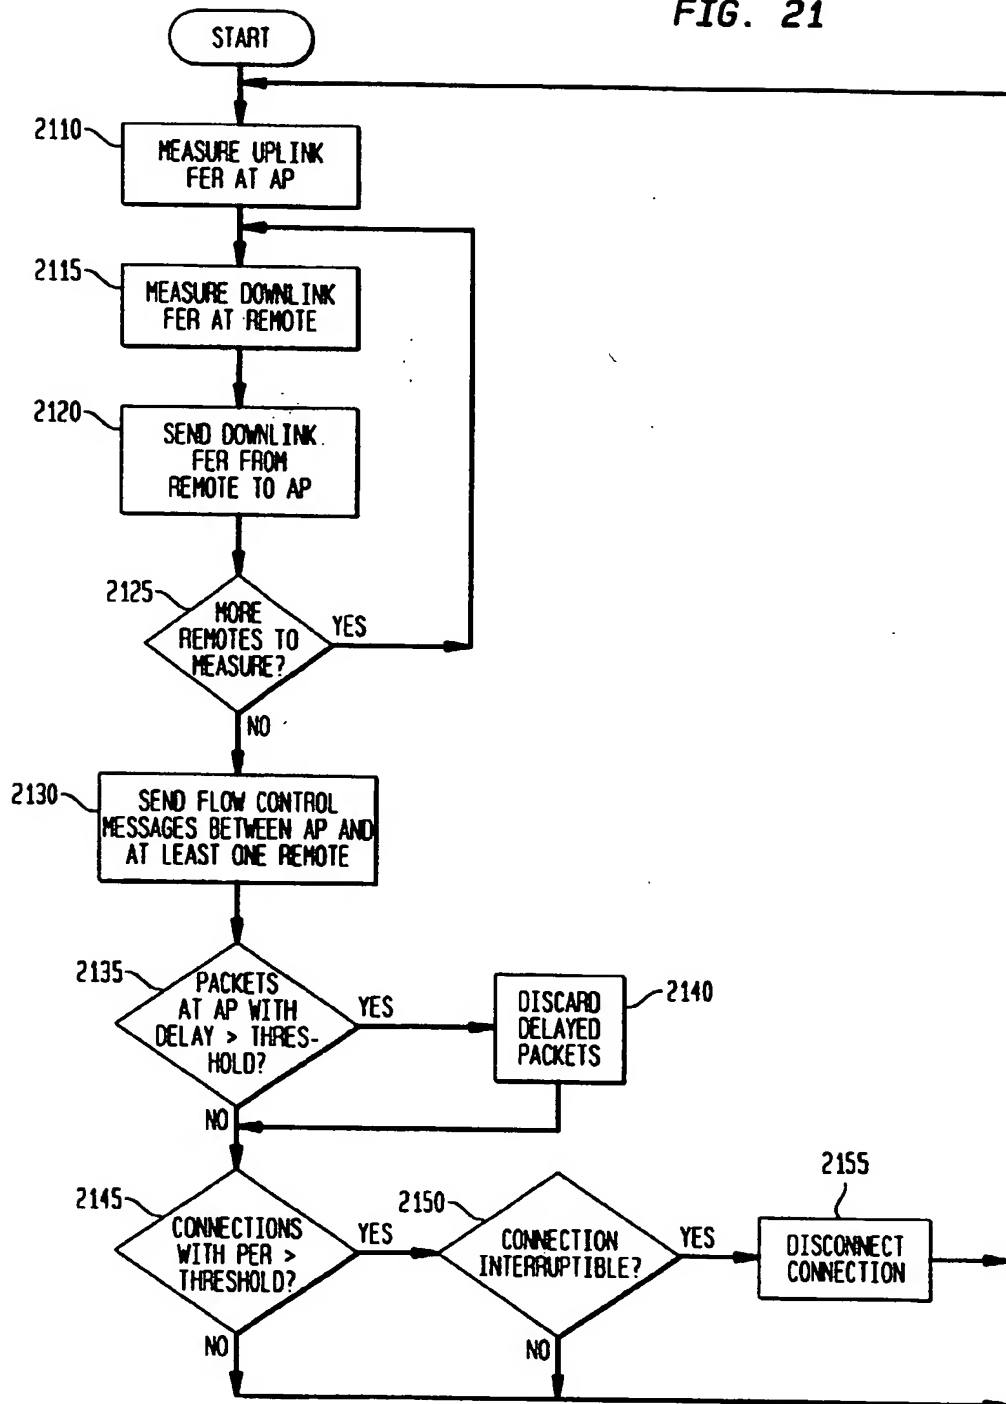 FIG. 21
START
2110
MEASURE UPLINK
FER AT AP
2115
MEASURE DOWNLINK
FER AT REMOTE
2120
SEND DOWNLINK
FER FROM
REMOTE TO AP
2125
MORE
REMOTES TO
MEASURE?
YES
NO
2130
SEND FLOW CONTROL
MESSAGES BETWEEN AP AND
AT LEAST ONE REMOTE
2135
PACKETS
AT AP WITH
DELAY > THRES-
HOLD?
YES
DISCARD
DELAYED
PACKETS
2140
NO
2145
CONNECTIONS
WITH PER >
THRESHOLD?
YES
2150
CONNECTION
INTERRUPTIBLE?
YES
2155
DISCONNECT
CONNECTION
NO
NO